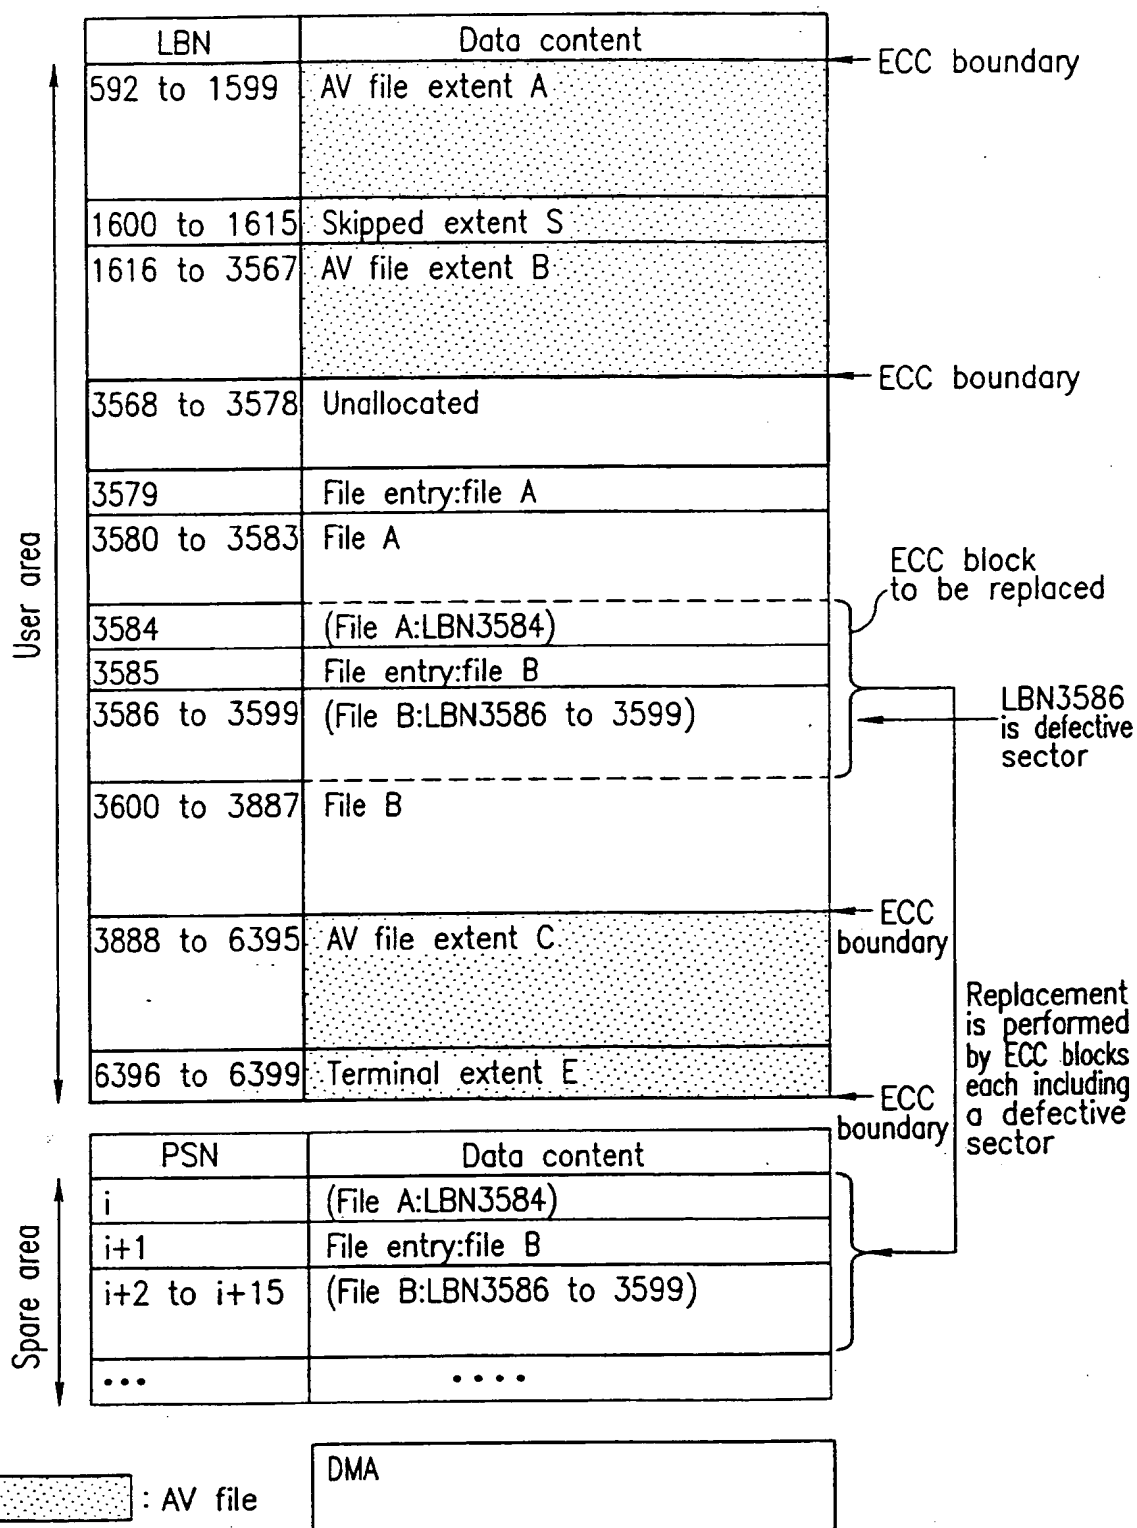 LBN Data content
ECC boundary
592 to 1599 AV file extent A
1600 to 1615 Skipped extent S
1616 to 3567 AV file extent B
ECC boundary
3568 to 3578 Unallocated
3579 File entry:file A
3580 to 3583 File A
ECC block
to be replaced
3584 (File A:LBN3584)
3585 File entry:file B
3586 to 3599 (File B:LBN3586 to 3599)
LBN3586
is defective
sector
3600 to 3887 File B
User area
ECC
boundary
3888 to 6395 AV file extent C
Replacement
is performed
by ECC blocks
each including
a defective
sector
6396 to 6399 Terminal extent E
ECC
boundary
PSN Data content
i (File A:LBN3584)
i+1 File entry:file B
i+2 to i+15 (File B:LBN3586 to 3599)
••• ••••
Spare area
DMA
: AV file